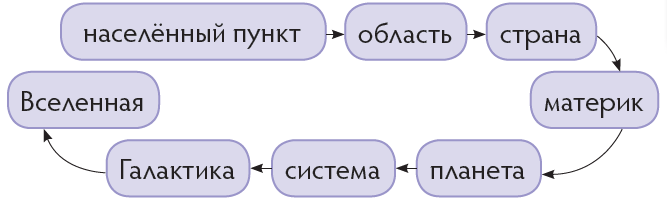 населённый пункт
область
страна
материк
планета
система
Галактика
Вселенная